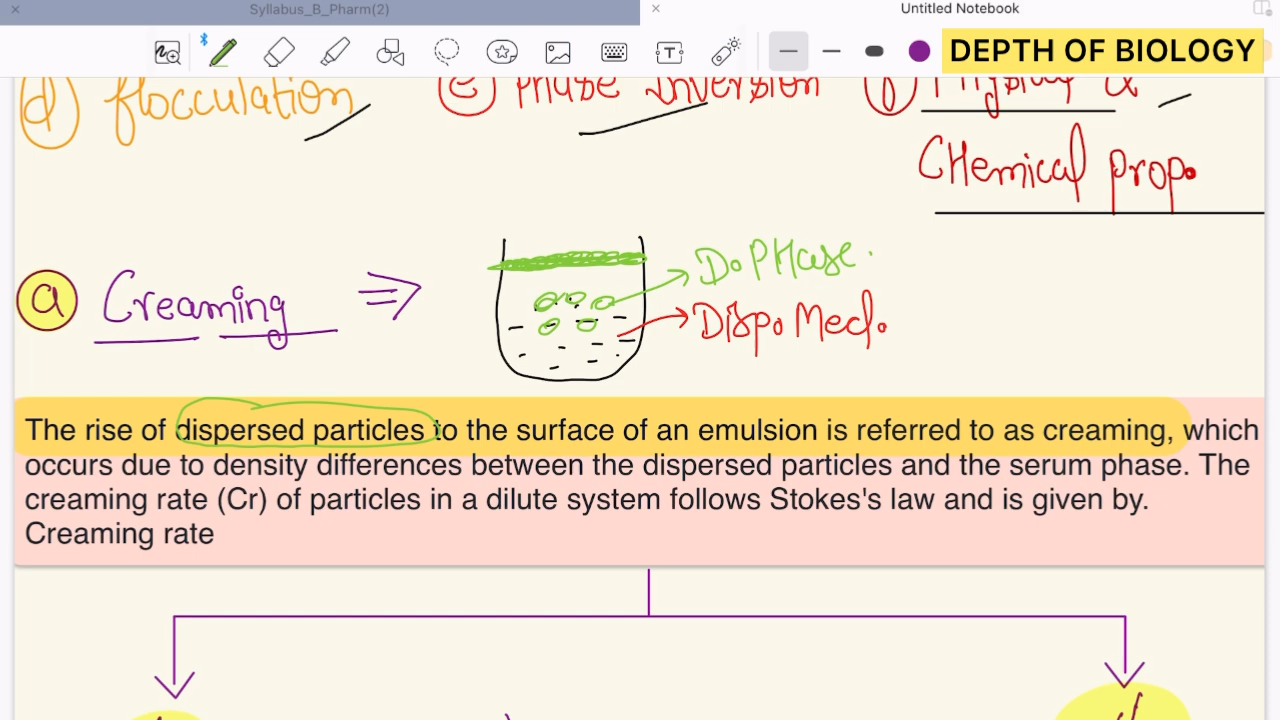 Syllabus_B_Pharm(2)
Untitled Notebook
DEPTH OF BIOLOGY
d flocculation e Phase Inversion f Physical &
CHemical prop.
a Creaming ⇒
D. PHase.
Disp. Med.
The rise of dispersed particles to the surface of an emulsion is referred to as creaming, which
occurs due to density differences between the dispersed particles and the serum phase. The
creaming rate (Cr) of particles in a dilute system follows Stokes's law and is given by.
Creaming rate